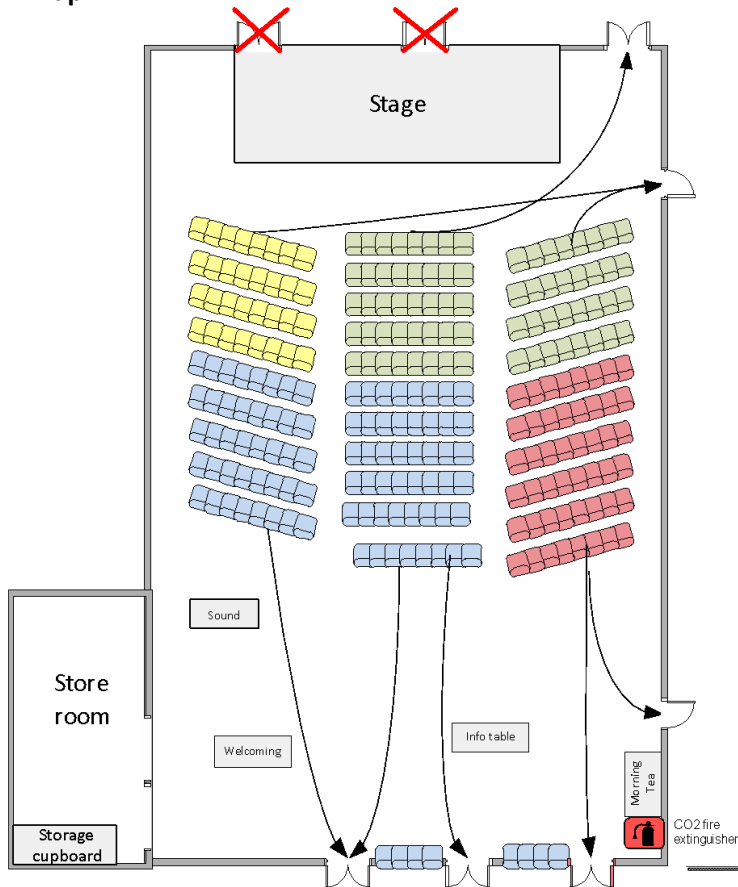 Stage
Sound
Store
room
Welcoming
Info table
Morning
Tea
CO2 fire
extinguisher
Storage
cupboard